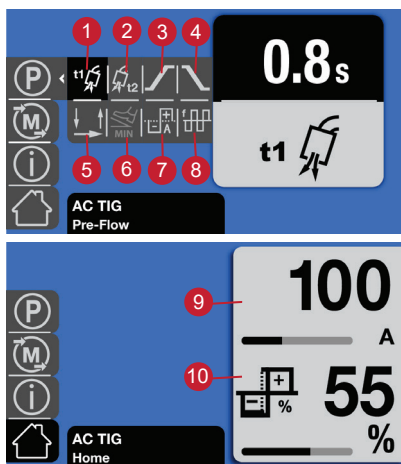 1 2 3 4
P t1 t2 0.8 s
M MIN + - A t
5 6 7 8
i t1
AC TIG
Pre-Flow
P 9 100
M A
i 10 + - % 55
%
AC TIG
Home